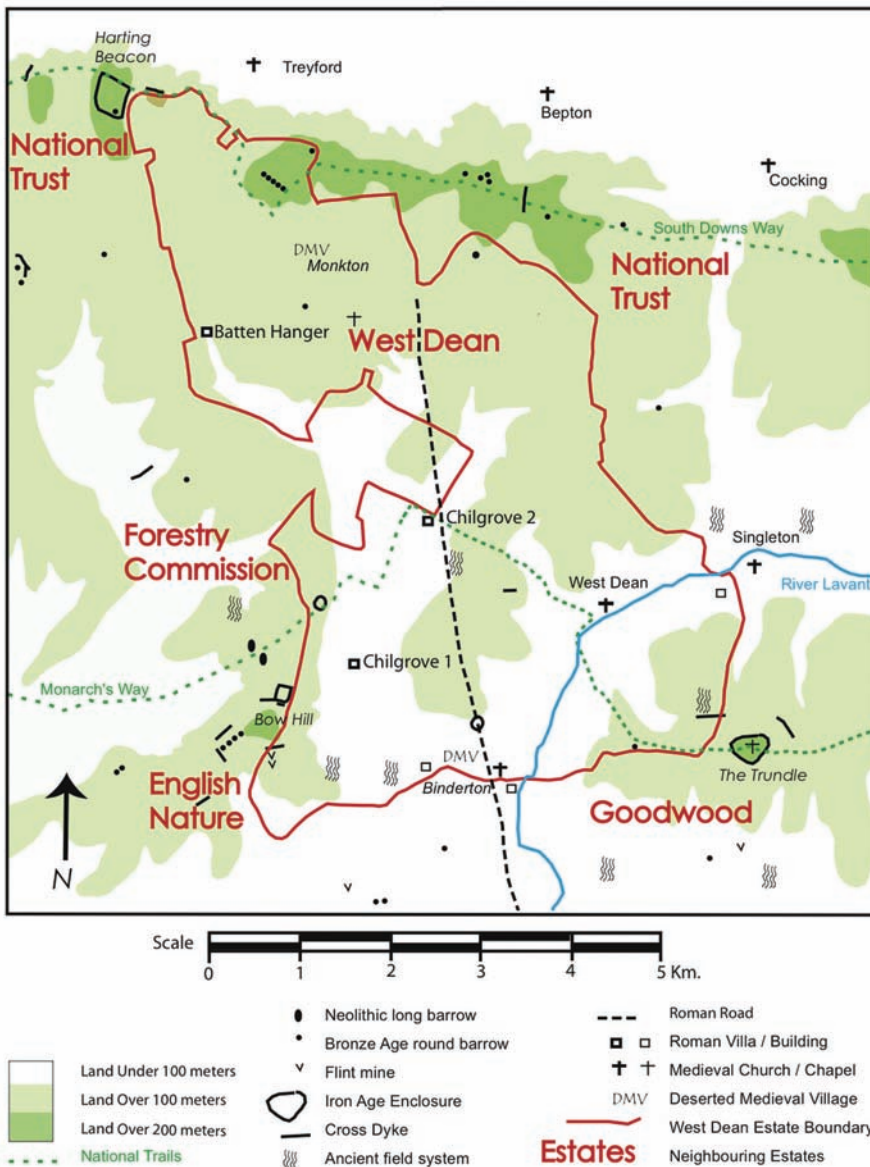 Harting
Beacon
Treyford
Bepton
National
Trust
Cocking
South Downs Way
DMV
Monkton
National
Trust
Batten Hanger
West Dean
Forestry
Commission
Chilgrove 2
Singleton
West Dean
River Lavant
Chilgrove 1
Monarch's Way
Bow Hill
DMV
The Trundle
English
Nature
Binderton
Goodwood
N
Scale
0 1 2 3 4 5 Km.
Land Under 100 meters
Land Over 100 meters
Land Over 200 meters
National Trails
Neolithic long barrow
Bronze Age round barrow
Flint mine
Iron Age Enclosure
Cross Dyke
Ancient field system
Roman Road
Roman Villa / Building
Medieval Church / Chapel
DMV Deserted Medieval Village
West Dean Estate Boundary
Estates Neighbouring Estates